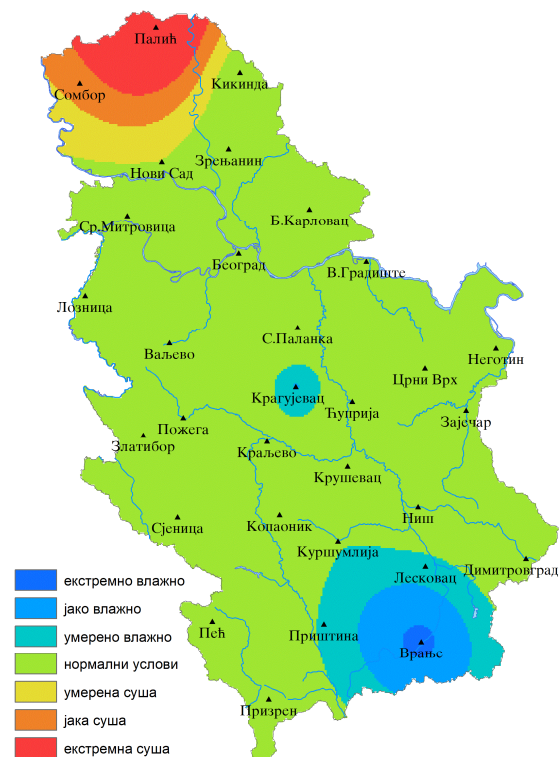 Палић
Сомбор
Кикинда
Зрењанин
Нови Сад
Б.Карловац
Ср.Митровица
Београд
В.Градиште
Лозница
С.Паланка
Ваљево
Неготин
Црни Врх
Крагујевац
Ћуприја
Зајечар
Пожега
Златибор
Краљево
Крушевац
Сјеница
Копаоник
Ниш
Куршумлија
Димитровград
Лесковац
Пећ
Приштина
Врање
Призрен
екстремно влажно
јако влажно
умерено влажно
нормални услови
умерена суша
јака суша
екстремна суша